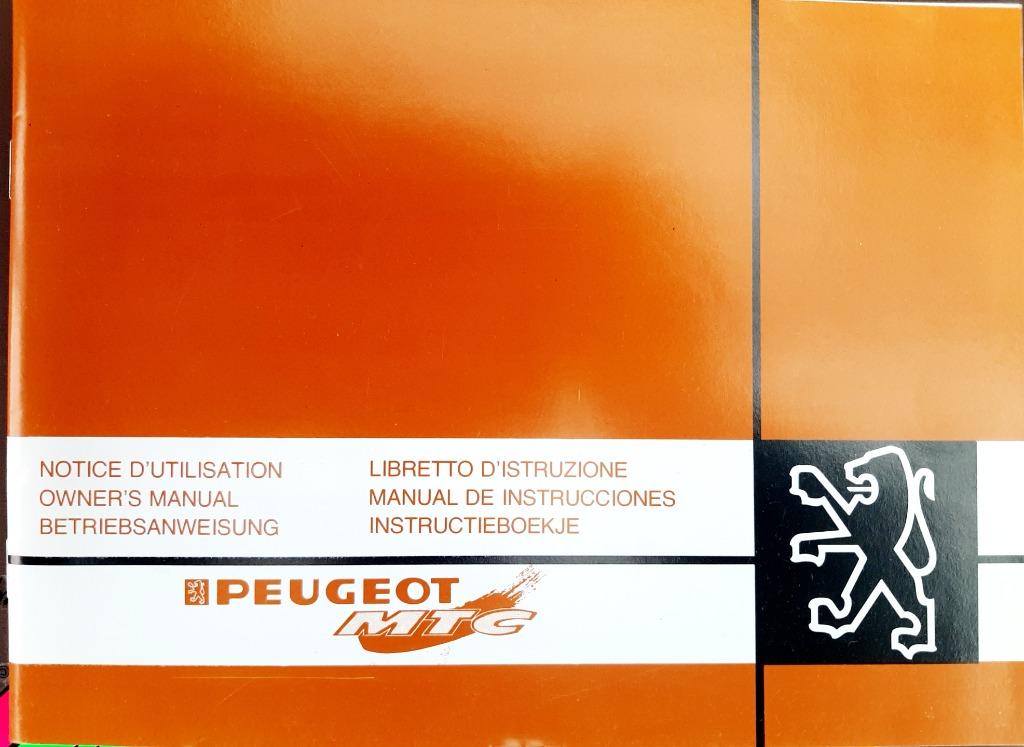 NOTICE D'UTILISATION
OWNER'S MANUAL
BETRIEBSANWEISUNG
LIBRETTO D'ISTRUZIONE
MANUAL DE INSTRUCCIONES
INSTRUCTIEBOEKJE
PEUGEOT
MTC